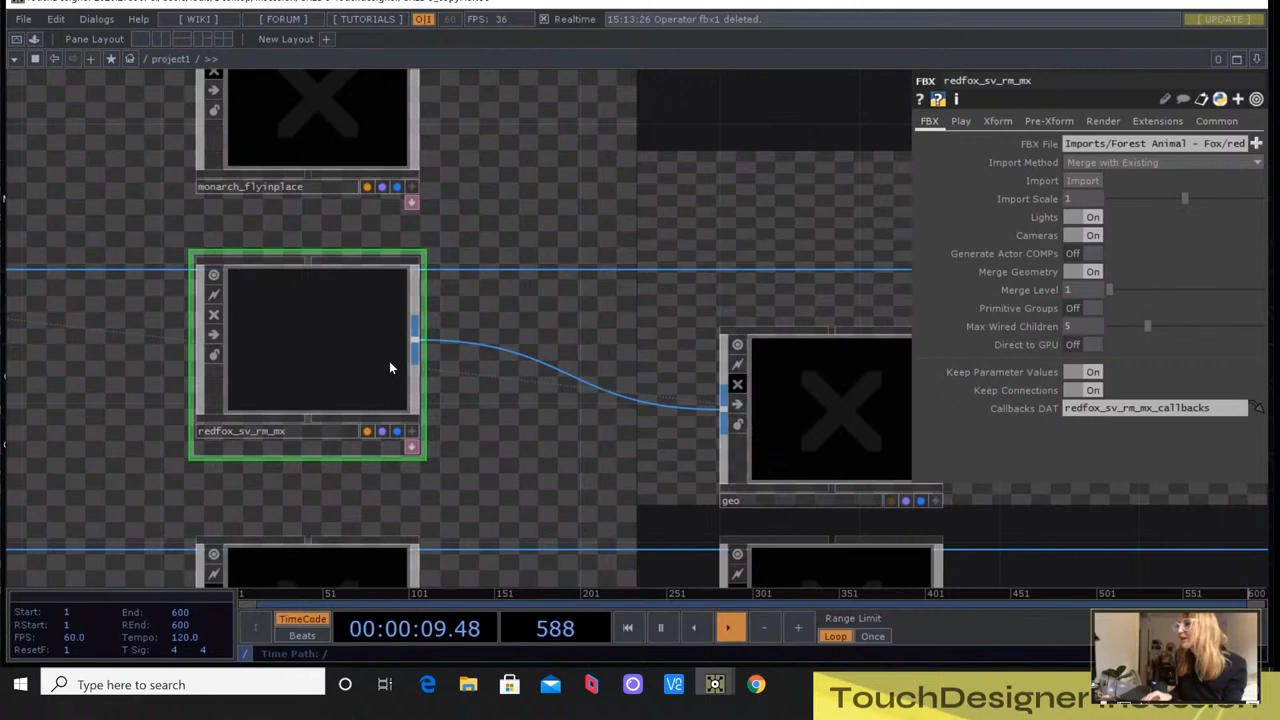 File Edit Dialogs Help [ WIKI ] [ FORUM ] [ TUTORIALS ] O|I 60 FPS: 36 Realtime 15:13:26 Operator fbx1 deleted. [ UPDATE ]
Pane Layout New Layout +
/ project1 / >> 0
FBX redfox_sv_rm_mx
? ? i
FBX Play Xform Pre-Xform Render Extensions Common
FBX File Imports/Forest Animal - Fox/red
Import Method Merge with Existing
Import Import
Import Scale 1
Lights On
Cameras On
Generate Actor COMPs Off
Merge Geometry On
Merge Level 1
Primitive Groups Off
Max Wired Children 5
Direct to GPU Off
Keep Parameter Values On
Keep Connections On
Callbacks DAT redfox_sv_rm_mx_callbacks
monarch_flyinplace
redfox_sv_rm_mx
geo
1 51 101 151 201 251 301 351 401 451 501 551 600
Start: 1 End: 600
RStart: 1 REnd: 600
FPS: 60.0 Tempo: 120.0
ResetF: 1 T Sig: 4 4
TimeCode
Beats
00:00:09.48 588
Range Limit
Loop Once
/ Time Path: /
Type here to search
TouchDesigner